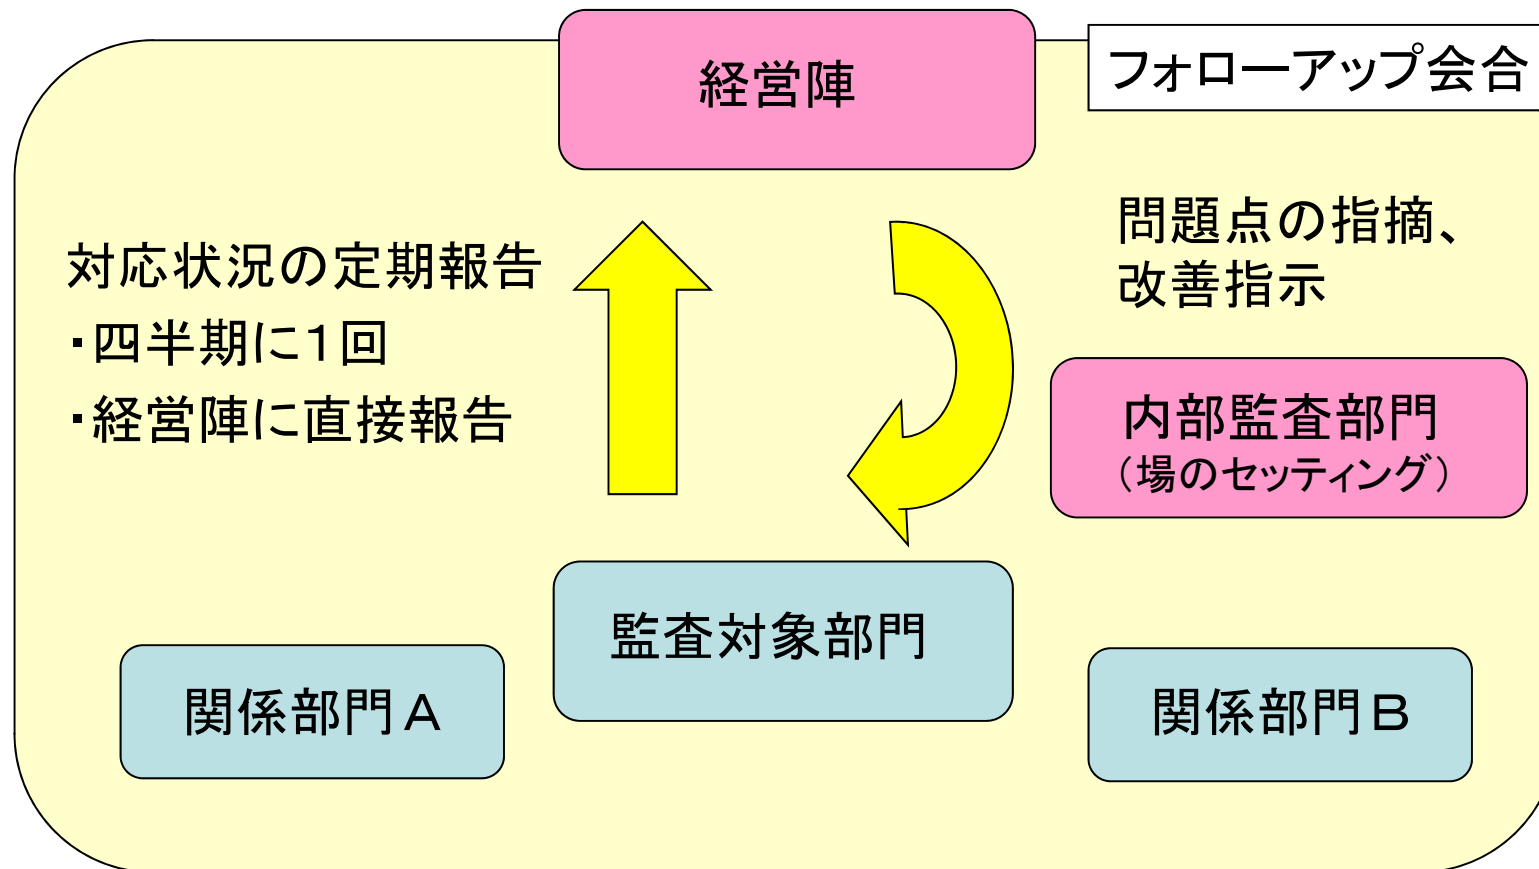 経営陣
フォローアップ会合
対応状況の定期報告
・四半期に１回
・経営陣に直接報告
問題点の指摘、
改善指示
内部監査部門
（場のセッティング）
監査対象部門
関係部門Ａ
関係部門Ｂ